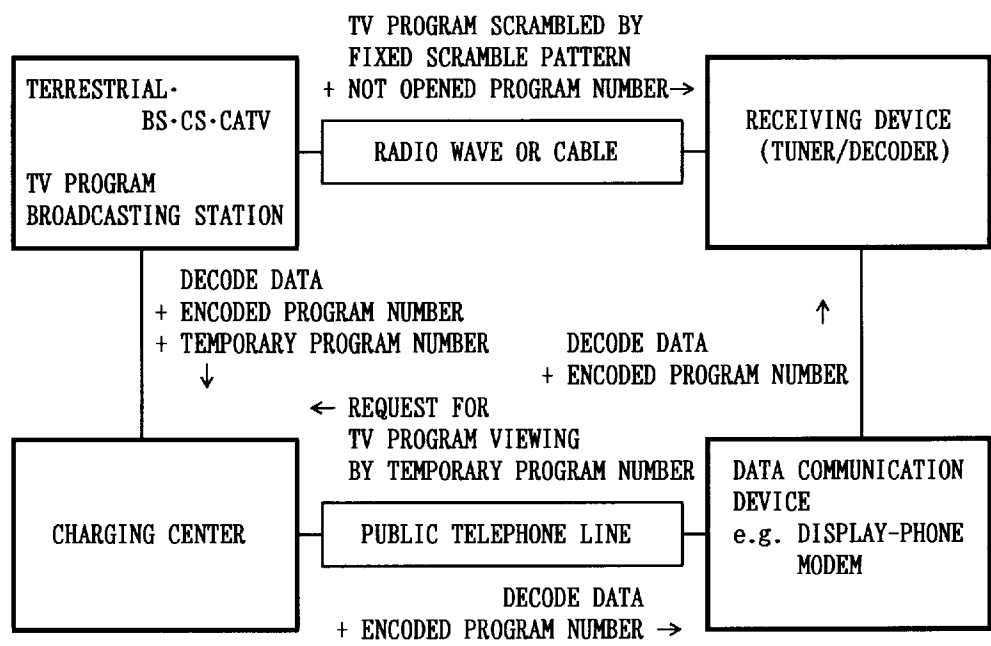 TV PROGRAM SCRAMBLED BY
FIXED SCRAMBLE PATTERN
+ NOT OPENED PROGRAM NUMBER→
TERRESTRIAL·
BS·CS·CATV
TV PROGRAM
BROADCASTING STATION
RADIO WAVE OR CABLE
RECEIVING DEVICE
(TUNER/DECODER)
DECODE DATA
+ ENCODED PROGRAM NUMBER
+ TEMPORARY PROGRAM NUMBER
↓
↑
DECODE DATA
+ ENCODED PROGRAM NUMBER
← REQUEST FOR
TV PROGRAM VIEWING
BY TEMPORARY PROGRAM NUMBER
CHARGING CENTER
PUBLIC TELEPHONE LINE
DATA COMMUNICATION
DEVICE
e.g. DISPLAY-PHONE
MODEM
DECODE DATA
+ ENCODED PROGRAM NUMBER →